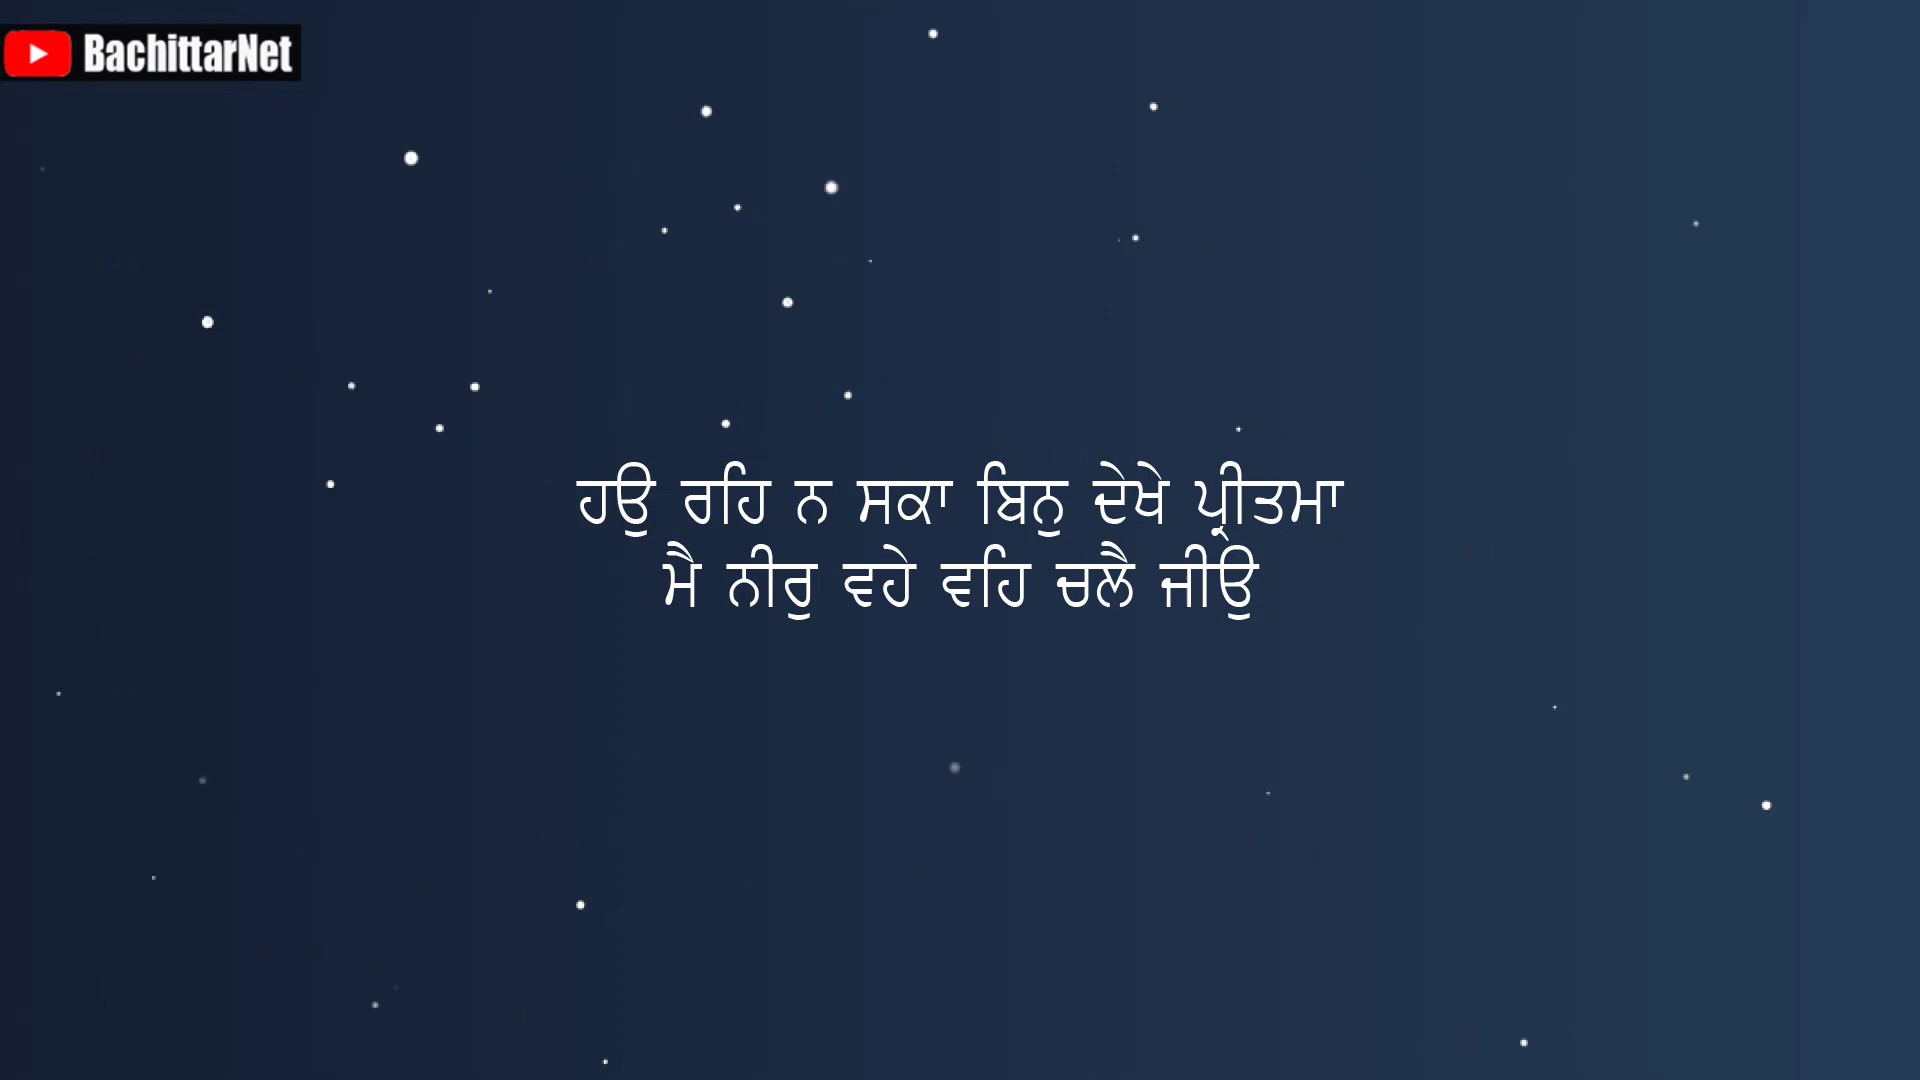 BachittarNet
ਹਉ ਰਹਿ ਨ ਸਕਾ ਬਿਨੁ ਦੇਖੇ ਪ੍ਰੀਤਮਾ
ਮੈ ਨੀਰੁ ਵਹੇ ਵਹਿ ਚਲੈ ਜੀਉ